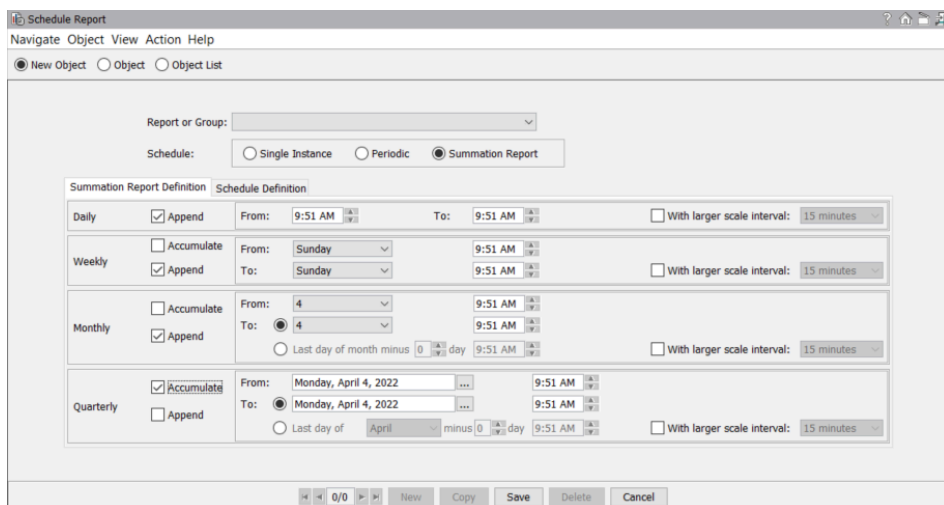 Schedule Report
Navigate Object View Action Help
New Object Object Object List
Report or Group:
Schedule: Single Instance Periodic Summation Report
Summation Report Definition Schedule Definition
Daily Append From: 9:51 AM To: 9:51 AM With larger scale interval: 15 minutes
Weekly Accumulate From: Sunday 9:51 AM
Append To: Sunday 9:51 AM With larger scale interval: 15 minutes
Monthly Accumulate From: 4 9:51 AM
Append To: 4 9:51 AM
Last day of month minus 0 day 9:51 AM With larger scale interval: 15 minutes
Quarterly Accumulate From: Monday, April 4, 2022 ... 9:51 AM
Append To: Monday, April 4, 2022 ... 9:51 AM
Last day of April minus 0 day 9:51 AM With larger scale interval: 15 minutes
0/0 New Copy Save Delete Cancel